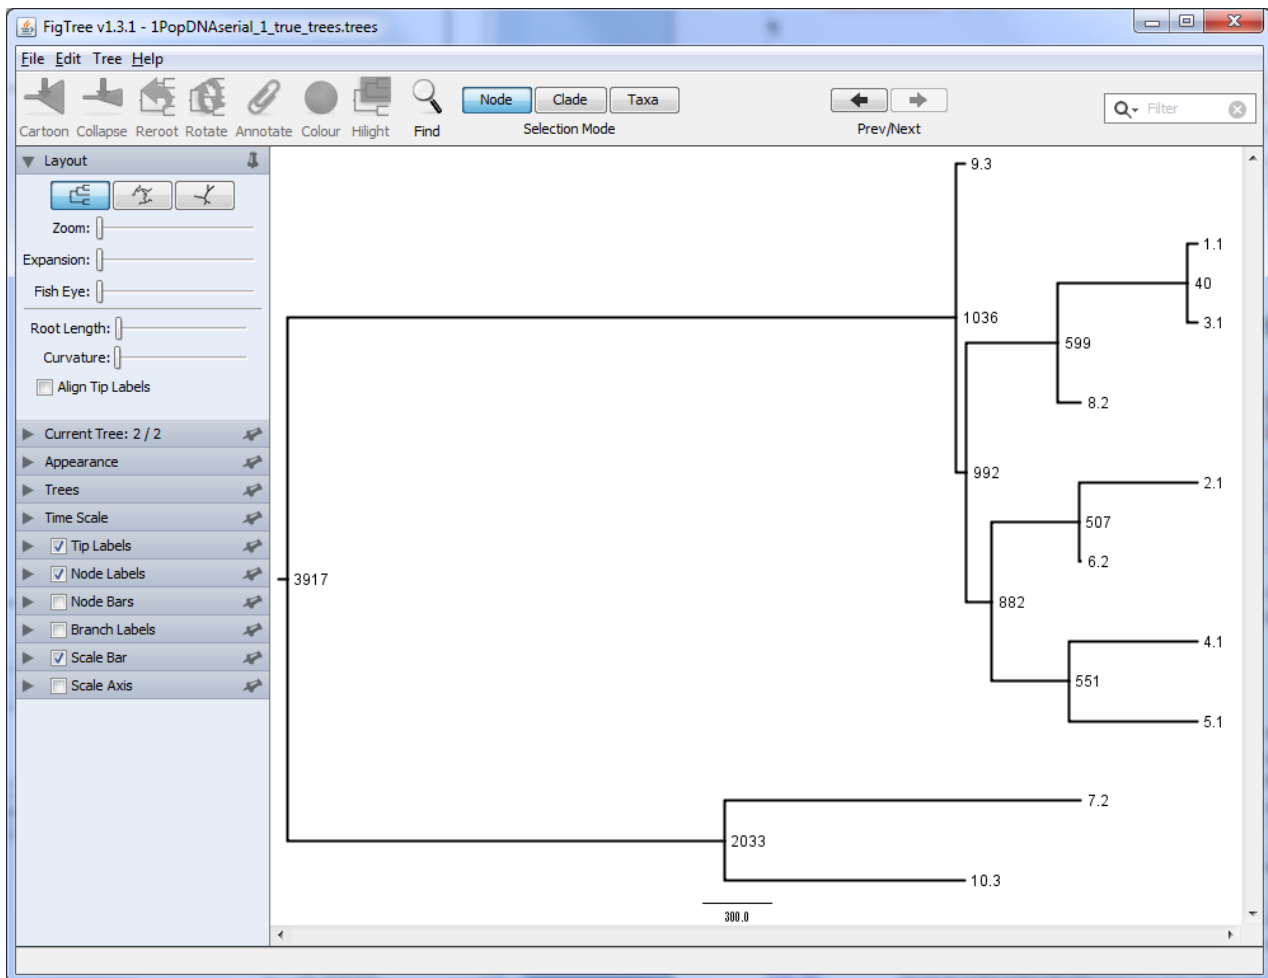 FigTree v1.3.1 - 1PopDNAserial_1_true_trees.trees
File Edit Tree Help
Cartoon Collapse Reroot Rotate Annotate Colour Hilight Find
Node Clade Taxa
Selection Mode
Prev/Next
Filter
Layout
Zoom:
Expansion:
Fish Eye:
Root Length:
Curvature:
Align Tip Labels
Current Tree: 2 / 2
Appearance
Trees
Time Scale
Tip Labels
Node Labels
Node Bars
Branch Labels
Scale Bar
Scale Axis
9.3
1.1
40
1036
3.1
599
8.2
992
2.1
507
6.2
3917
882
4.1
551
5.1
7.2
2033
10.3
300.0